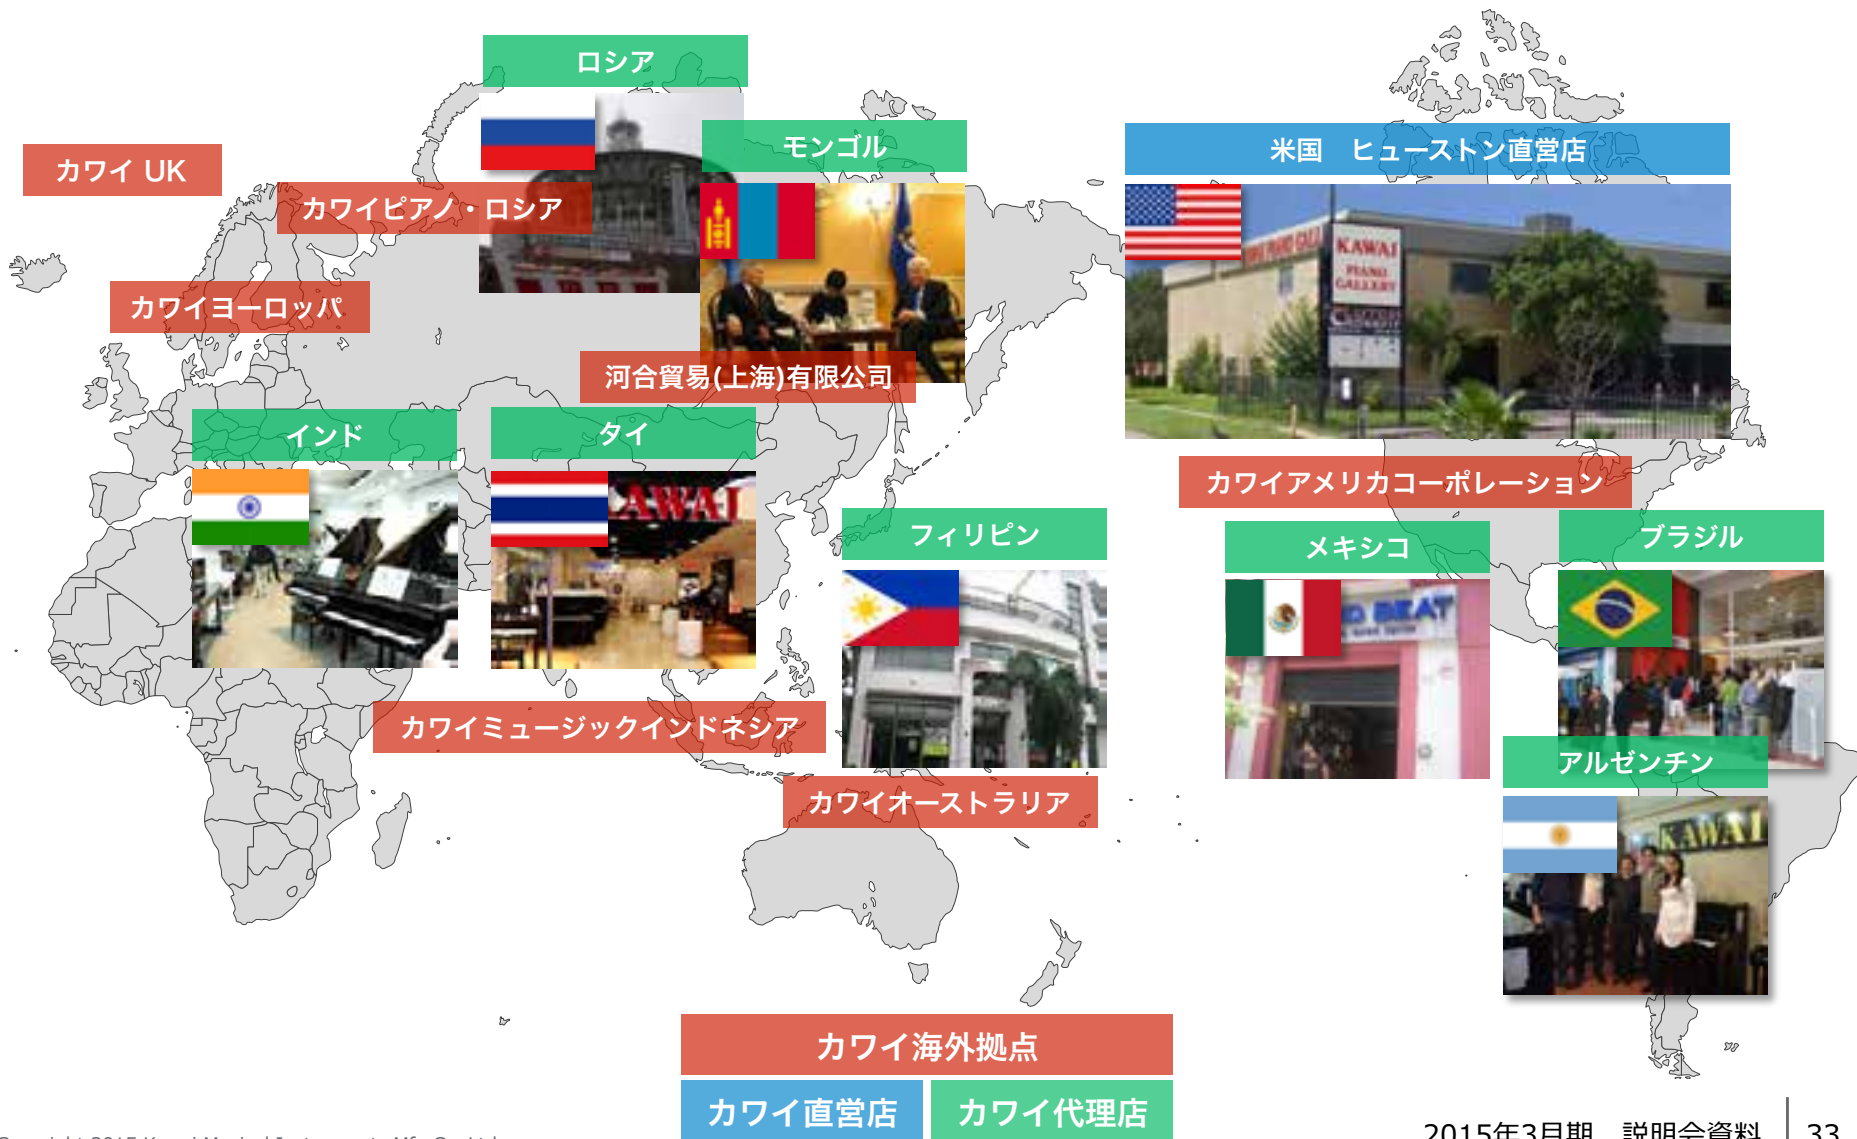 ロシア
モンゴル
米国　ヒューストン直営店
カワイ UK
カワイピアノ・ロシア
KAWAI
PIANO
GALLERY
カワイヨーロッパ
河合貿易(上海)有限公司
インド
タイ
カワイアメリカコーポレーション
AWAI
フィリピン
メキシコ
ブラジル
BEAT
カワイミュージックインドネシア
アルゼンチン
カワイオーストラリア
KAWAI
カワイ海外拠点
カワイ直営店
カワイ代理店
2015年3月期　説明会資料
33